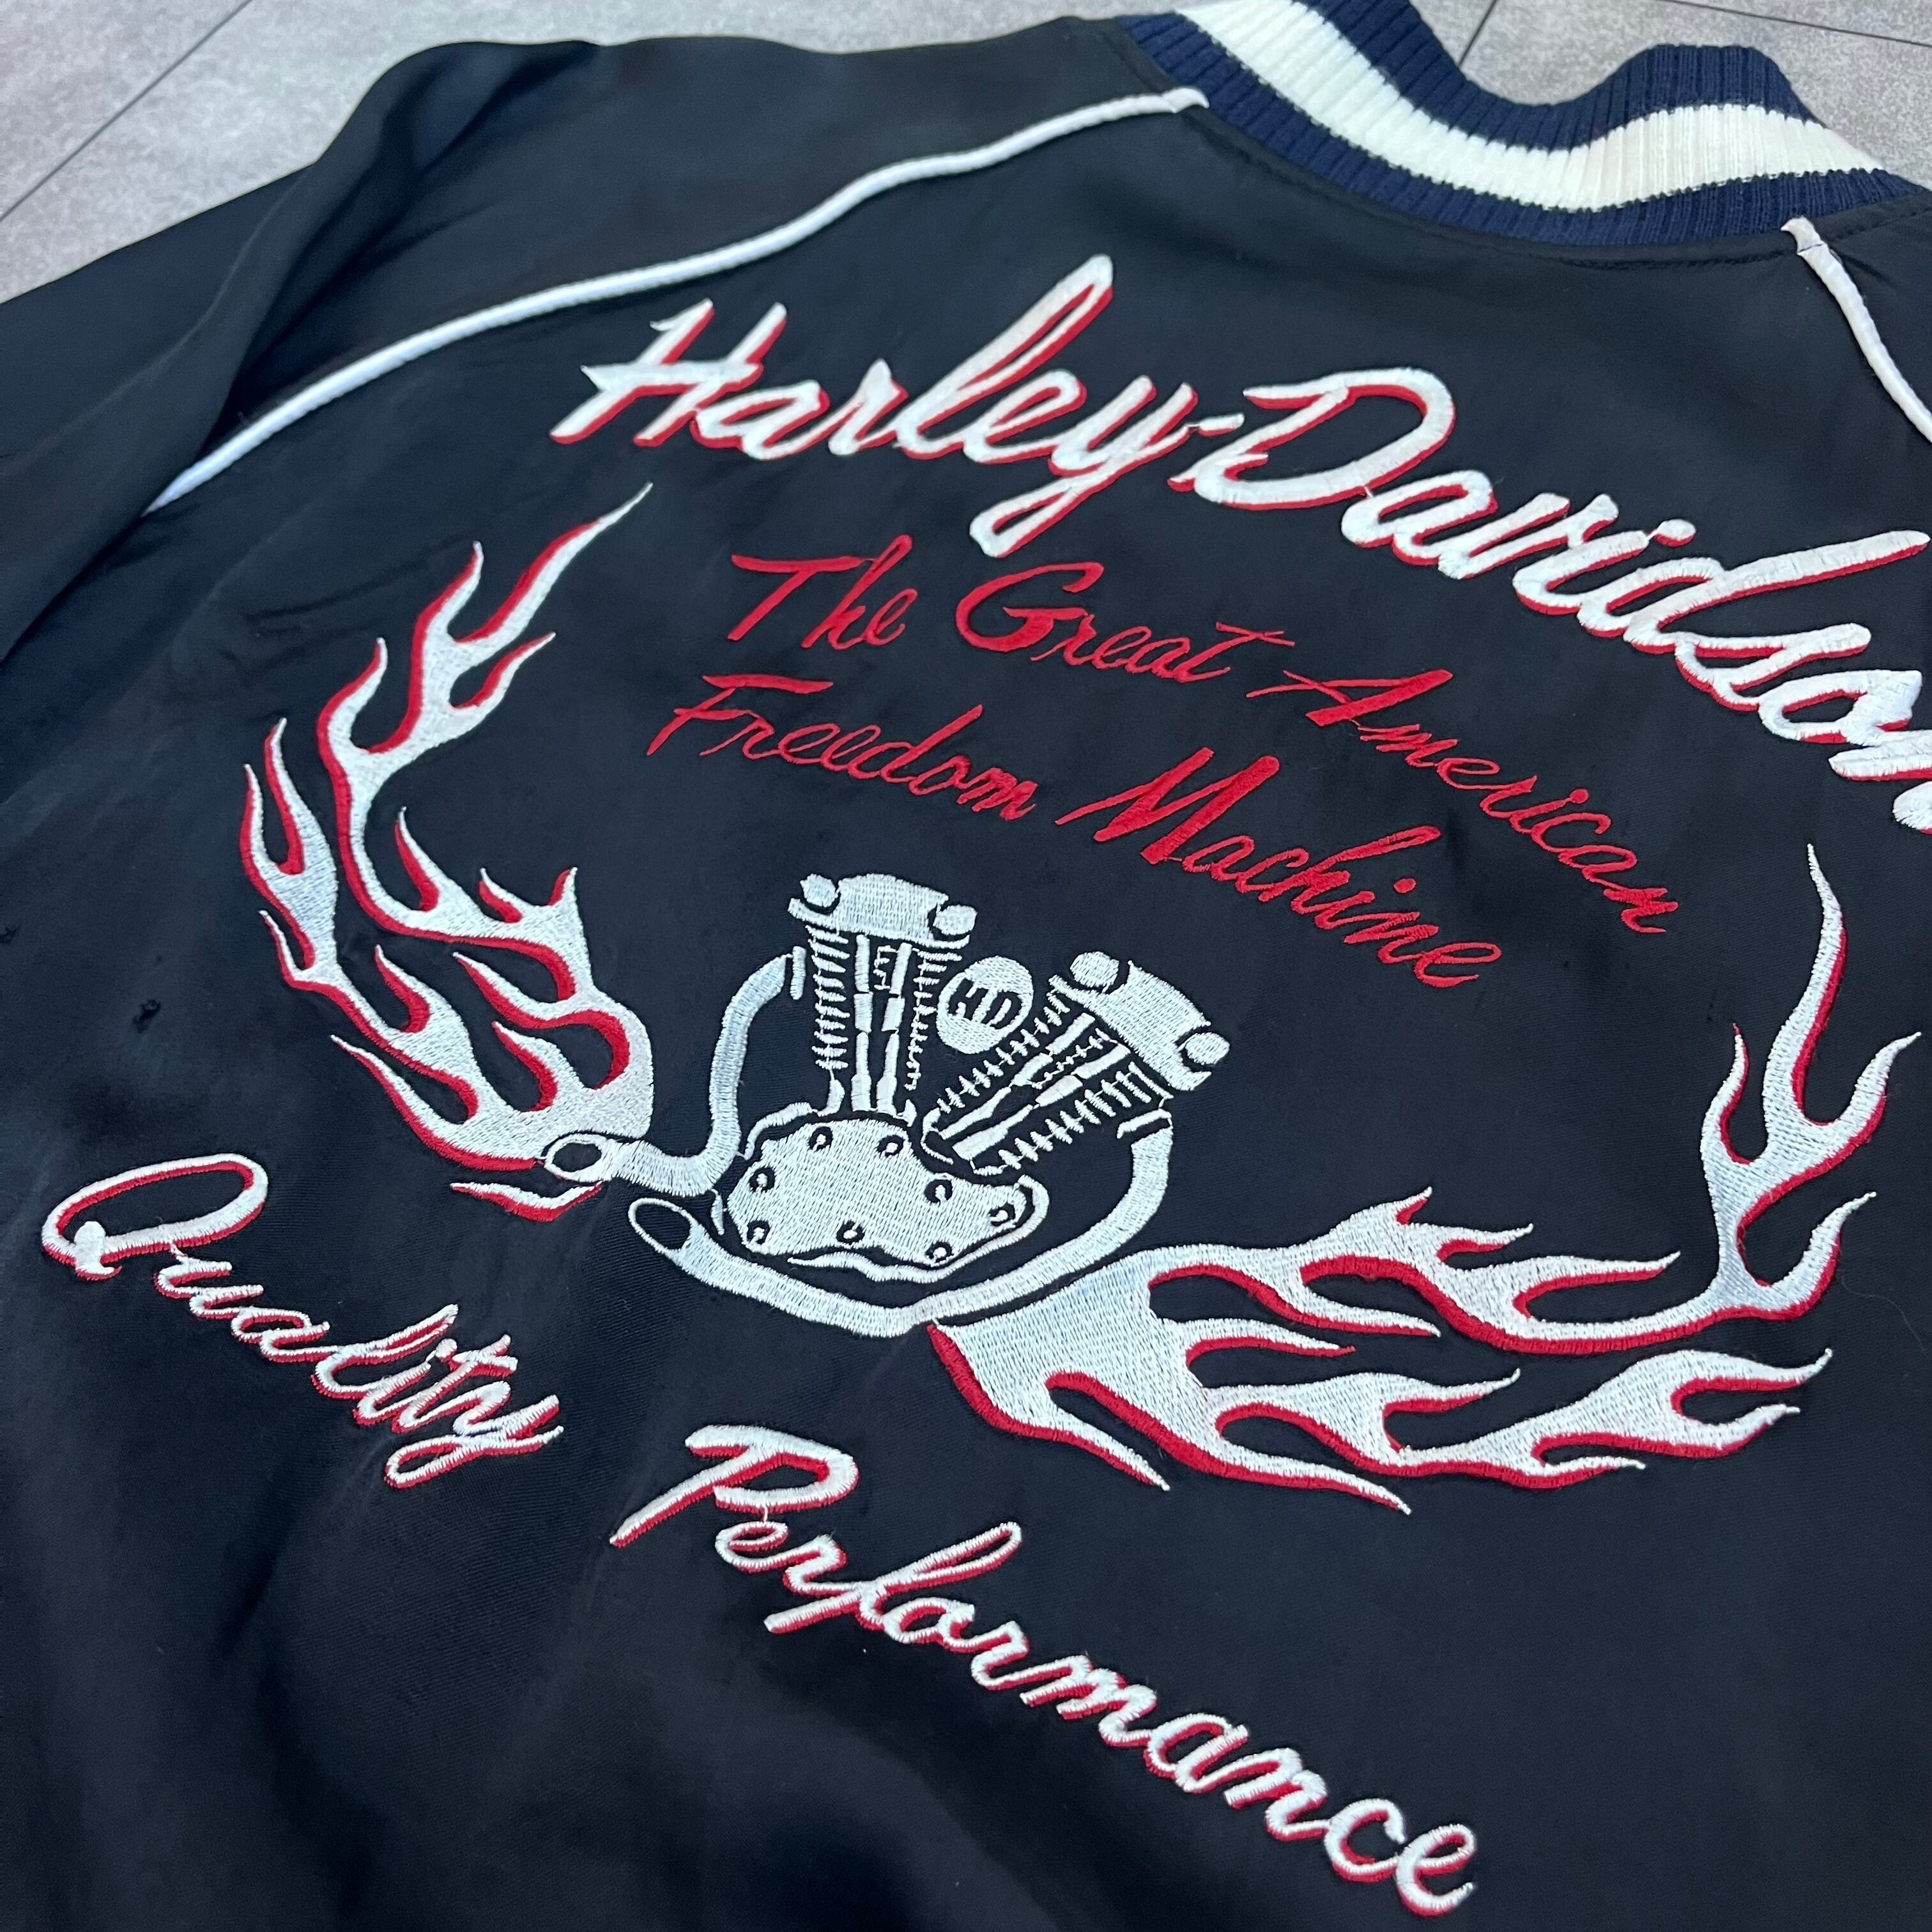 Harley-Davidson
The Great American
Freedom Machine
HD
Quality Performance